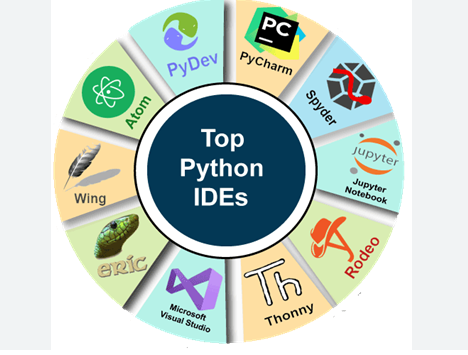 Top
Python
IDEs
PyDev
PC
PyCharm
Spyder
jupyter
Jupyter
Notebook
Rodeo
Th
Thonny
Microsoft
Visual Studio
eric
Wing
Atom